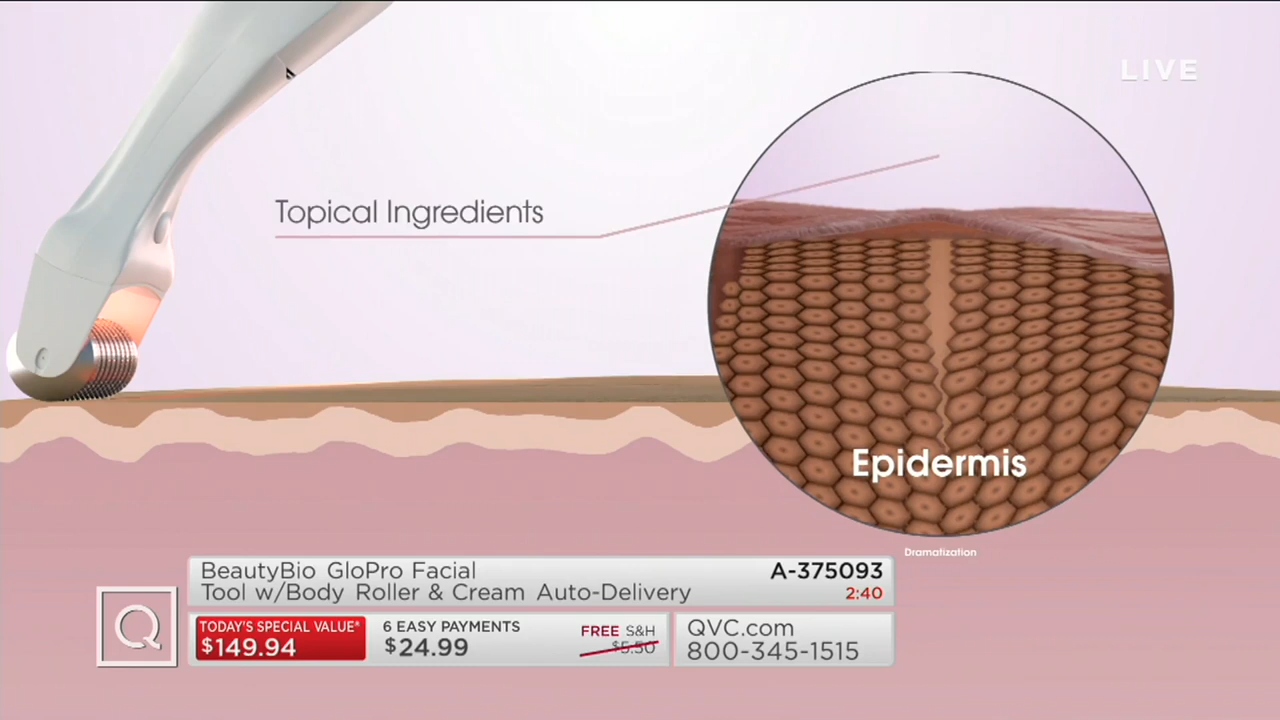 LIVE
Topical Ingredients
Epidermis
Dramatization
BeautyBio GloPro Facial
Tool w/Body Roller & Cream Auto-Delivery
A-375093
2:40
TODAY'S SPECIAL VALUE*
$149.94
6 EASY PAYMENTS
$24.99
FREE S&H
$5.50
QVC.com
800-345-1515
Q